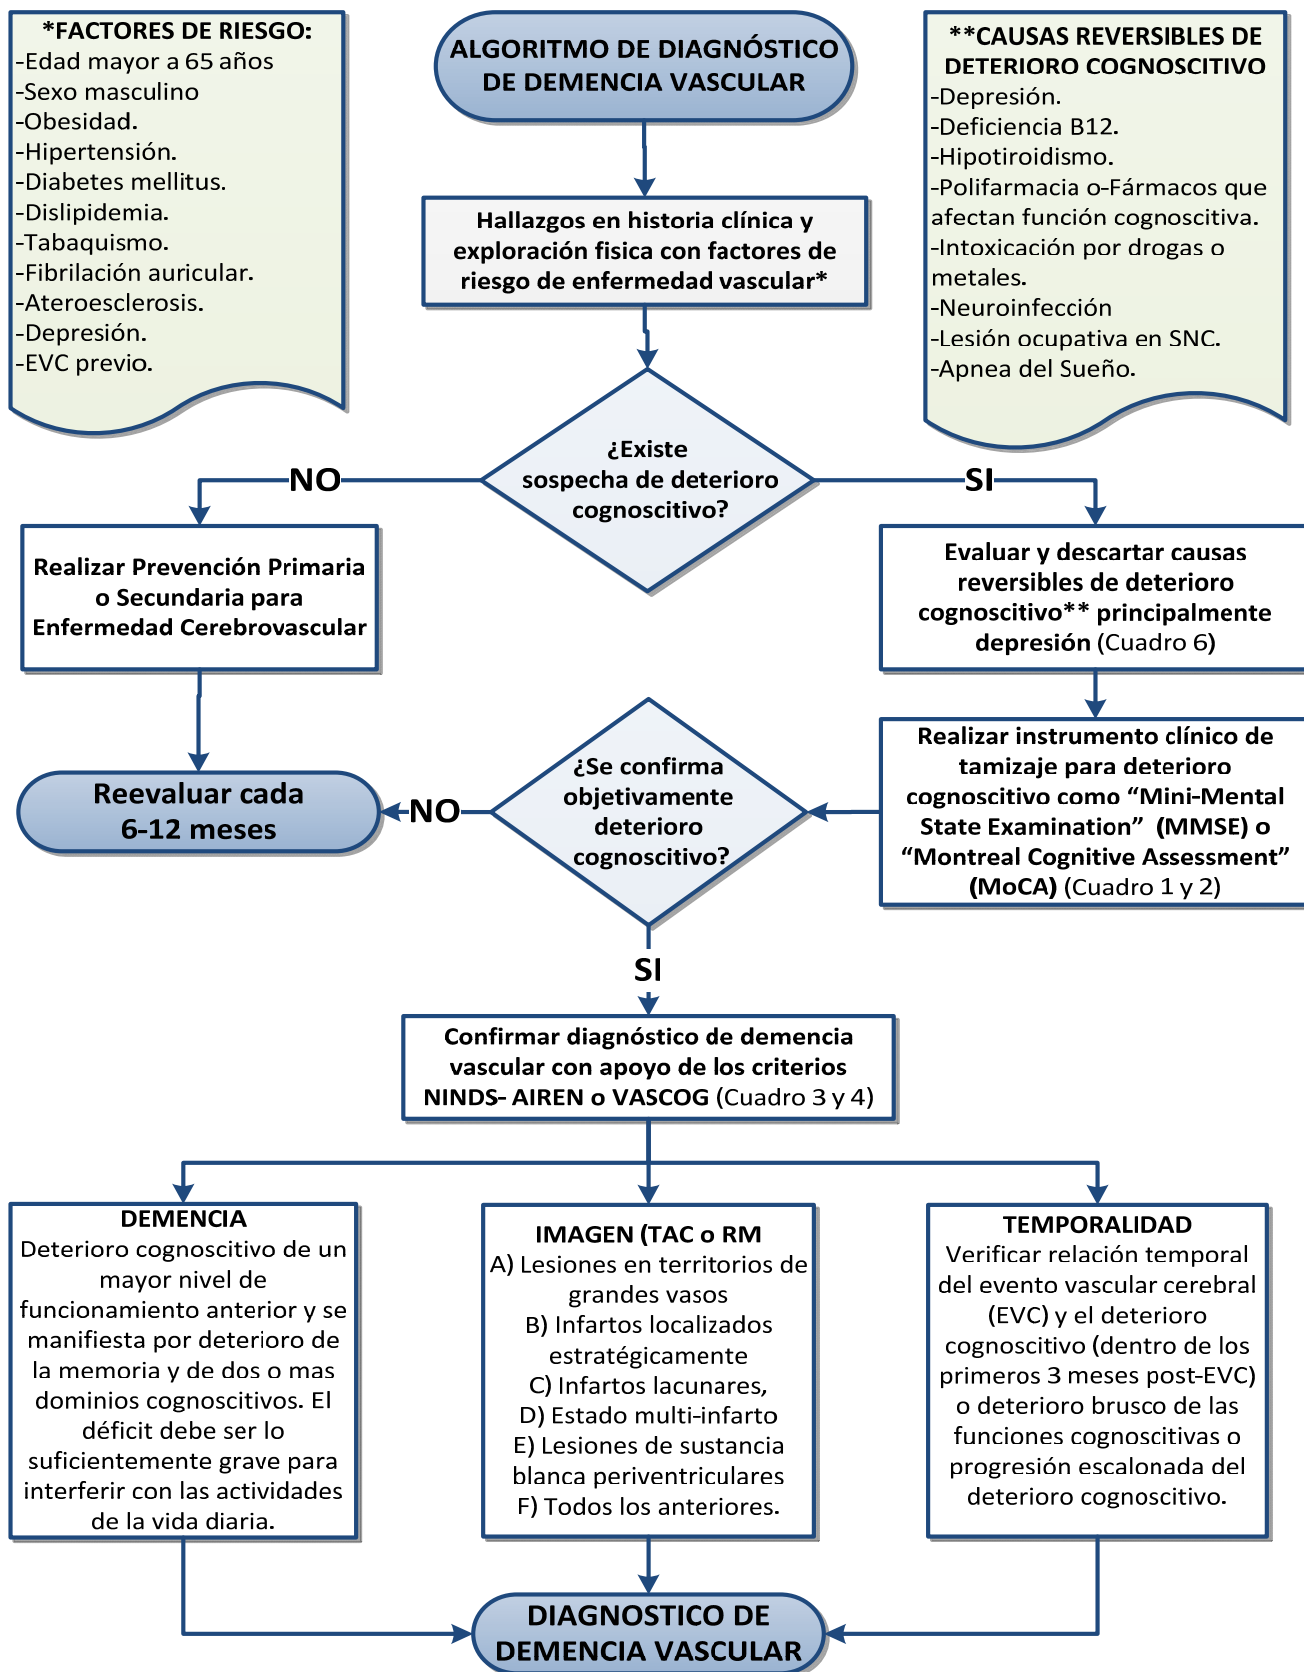 *FACTORES DE RIESGO:
-Edad mayor a 65 años
-Sexo masculino
-Obesidad.
-Hipertensión.
-Diabetes mellitus.
-Dislipidemia.
-Tabaquismo.
-Fibrilación auricular.
-Ateroesclerosis.
-Depresión.
-EVC previo.
ALGORITMO DE DIAGNÓSTICO
DE DEMENCIA VASCULAR
**CAUSAS REVERSIBLES DE
DETERIORO COGNOSCITIVO
-Depresión.
-Deficiencia B12.
-Hipotiroidismo.
-Polifarmacia o-Fármacos que
afectan función cognoscitiva.
-Intoxicación por drogas o
metales.
-Neuroinfección
-Lesión ocupativa en SNC.
-Apnea del Sueño.
Hallazgos en historia clínica y
exploración fisica con factores de
riesgo de enfermedad vascular*
¿Existe
sospecha de deterioro
cognoscitivo?
NO
SI
Realizar Prevención Primaria
o Secundaria para
Enfermedad Cerebrovascular
Evaluar y descartar causas
reversibles de deterioro
cognoscitivo** principalmente
depresión (Cuadro 6)
Reevaluar cada
6-12 meses
NO
¿Se confirma
objetivamente
deterioro
cognoscitivo?
Realizar instrumento clínico de
tamizaje para deterioro
cognoscitivo como “Mini-Mental
State Examination” (MMSE) o
“Montreal Cognitive Assessment”
(MoCA) (Cuadro 1 y 2)
SI
Confirmar diagnóstico de demencia
vascular con apoyo de los criterios
NINDS- AIREN o VASCOG (Cuadro 3 y 4)
DEMENCIA
Deterioro cognoscitivo de un
mayor nivel de
funcionamiento anterior y se
manifiesta por deterioro de
la memoria y de dos o mas
dominios cognoscitivos. El
déficit debe ser lo
suficientemente grave para
interferir con las actividades
de la vida diaria.
IMAGEN (TAC o RM
A) Lesiones en territorios de
grandes vasos
B) Infartos localizados
estratégicamente
C) Infartos lacunares,
D) Estado multi-infarto
E) Lesiones de sustancia
blanca periventriculares
F) Todos los anteriores.
TEMPORALIDAD
Verificar relación temporal
del evento vascular cerebral
(EVC) y el deterioro
cognoscitivo (dentro de los
primeros 3 meses post-EVC)
o deterioro brusco de las
funciones cognoscitivas o
progresión escalonada del
deterioro cognoscitivo.
DIAGNOSTICO DE
DEMENCIA VASCULAR